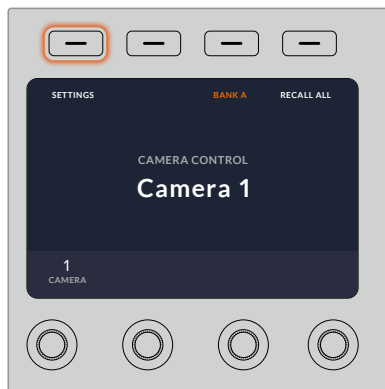 SETTINGS BANK A RECALL ALL
CAMERA CONTROL
Camera 1
1
CAMERA